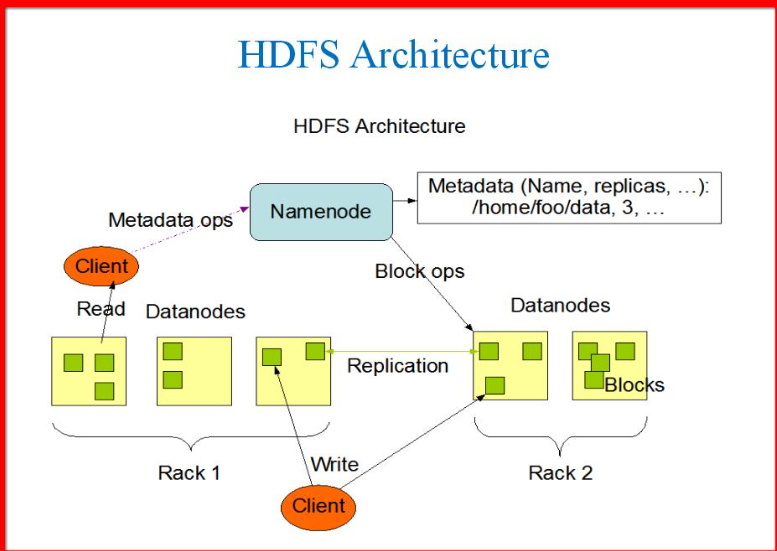 HDFS Architecture
HDFS Architecture
Metadata (Name, replicas, …):
/home/foo/data, 3, …
Namenode
Metadata ops
Client
Block ops
Read
Datanodes
Datanodes
Replication
Blocks
Rack 1
Write
Rack 2
Client